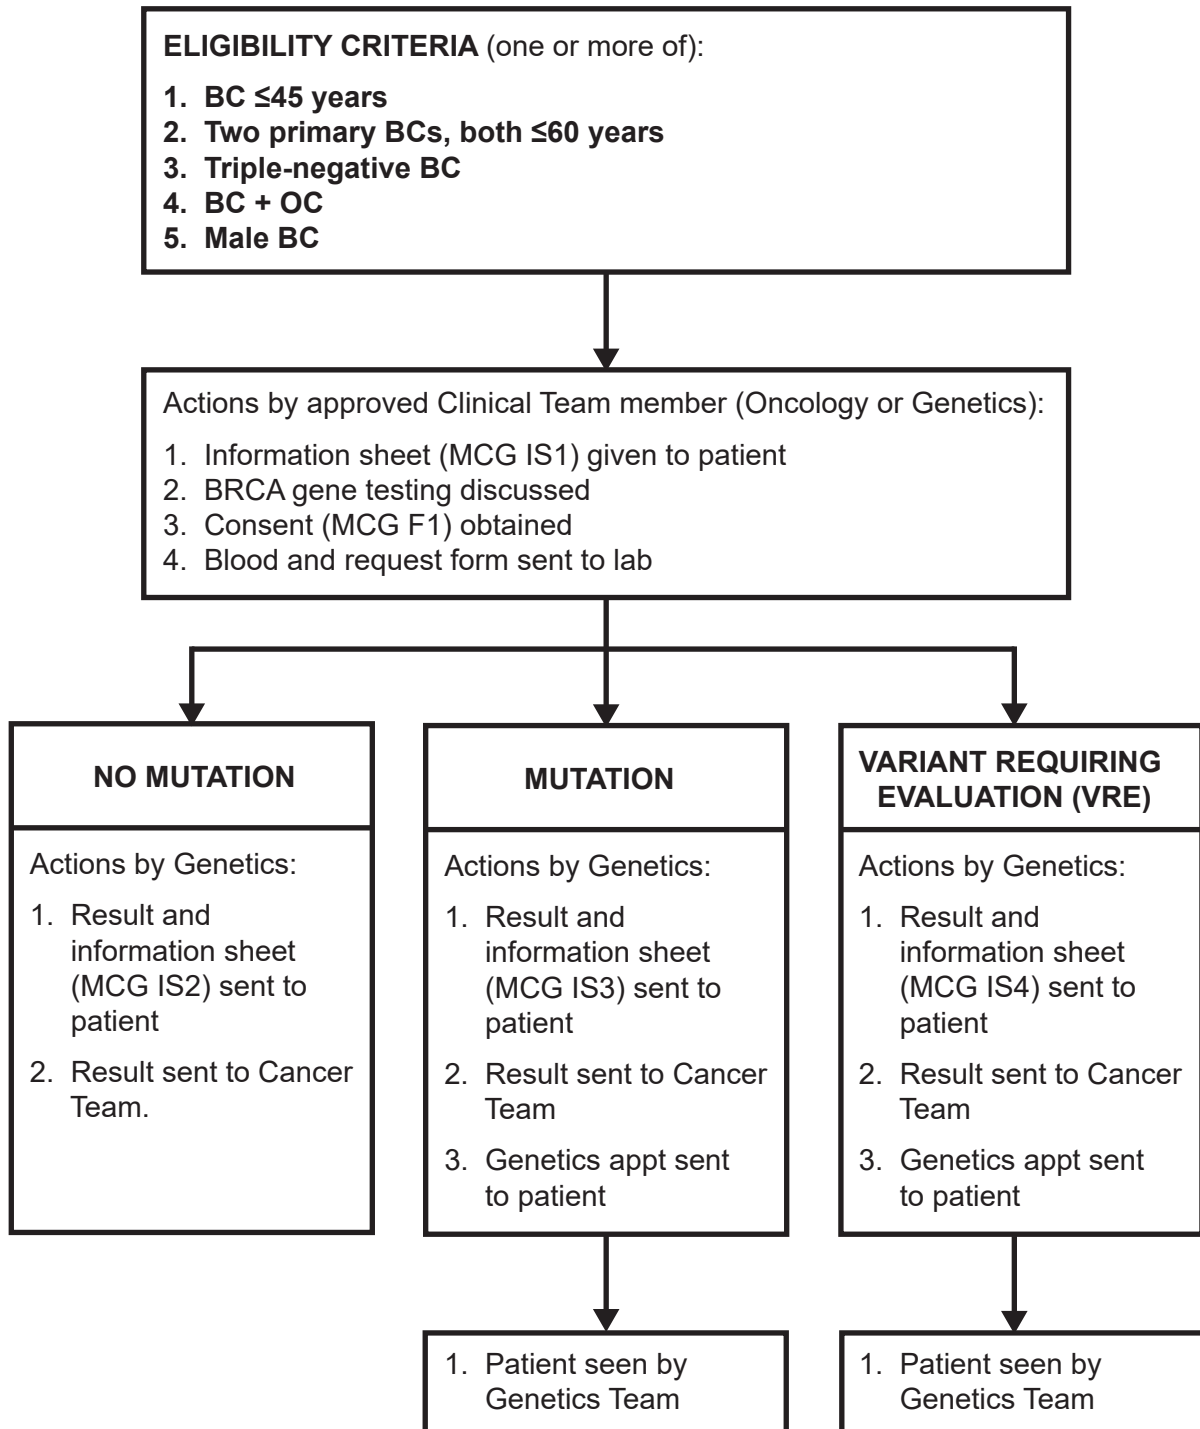 ELIGIBILITY CRITERIA (one or more of):
1. BC ≤45 years
2. Two primary BCs, both ≤60 years
3. Triple-negative BC
4. BC + OC
5. Male BC
Actions by approved Clinical Team member (Oncology or Genetics):
1. Information sheet (MCG IS1) given to patient
2. BRCA gene testing discussed
3. Consent (MCG F1) obtained
4. Blood and request form sent to lab
NO MUTATION
Actions by Genetics:
1. Result and
information sheet
(MCG IS2) sent to
patient
2. Result sent to Cancer
Team.
MUTATION
Actions by Genetics:
1. Result and
information sheet
(MCG IS3) sent to
patient
2. Result sent to Cancer
Team
3. Genetics appt sent
to patient
1. Patient seen by
Genetics Team
VARIANT REQUIRING
EVALUATION (VRE)
Actions by Genetics:
1. Result and
information sheet
(MCG IS4) sent to
patient
2. Result sent to Cancer
Team
3. Genetics appt sent
to patient
1. Patient seen by
Genetics Team